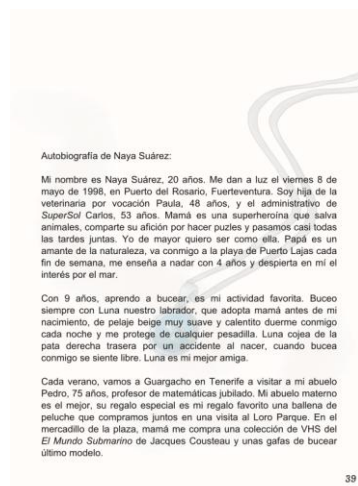 Autobiografía de Naya Suárez:
Mi nombre es Naya Suárez, 20 años. Me dan a luz el viernes 8 de
mayo de 1998, en Puerto del Rosario, Fuerteventura. Soy hija de la
veterinaria por vocación Paula, 48 años, y el administrativo de
SuperSol Carlos, 53 años. Mamá es una superheroína que salva
animales, comparte su afición por hacer puzles y pasamos casi todas
las tardes juntas. Yo de mayor quiero ser como ella. Papá es un
amante de la naturaleza, va conmigo a la playa de Puerto Lajas cada
fin de semana, me enseña a nadar con 4 años y despierta en mí el
interés por el mar.
Con 9 años, aprendo a bucear, es mi actividad favorita. Buceo
siempre con Luna nuestro labrador, que adopta mamá antes de mi
nacimiento, de pelaje beige muy suave y calentito duerme conmigo
cada noche y me protege de cualquier pesadilla. Luna cojea de la
pata derecha trasera por un accidente al nacer, cuando bucea
conmigo se siente libre. Luna es mi mejor amiga.
Cada verano, vamos a Guargacho en Tenerife a visitar a mi abuelo
Pedro, 75 años, profesor de matemáticas jubilado. Mi abuelo materno
es el mejor, su regalo especial es mi regalo favorito una ballena de
peluche que compramos juntos en una visita al Loro Parque. En el
mercadillo de la plaza, mamá me compra una colección de VHS del
El Mundo Submarino de Jacques Cousteau y unas gafas de bucear
último modelo.
39